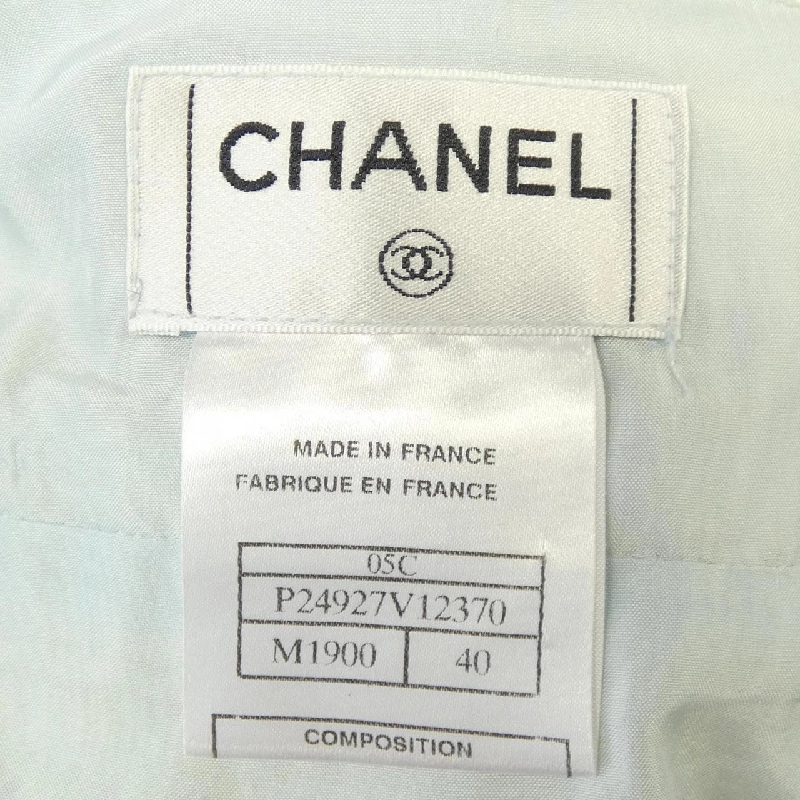 CHANEL
MADE IN FRANCE
FABRIQUE EN FRANCE
05C
P24927V12370
M1900 40
COMPOSITION